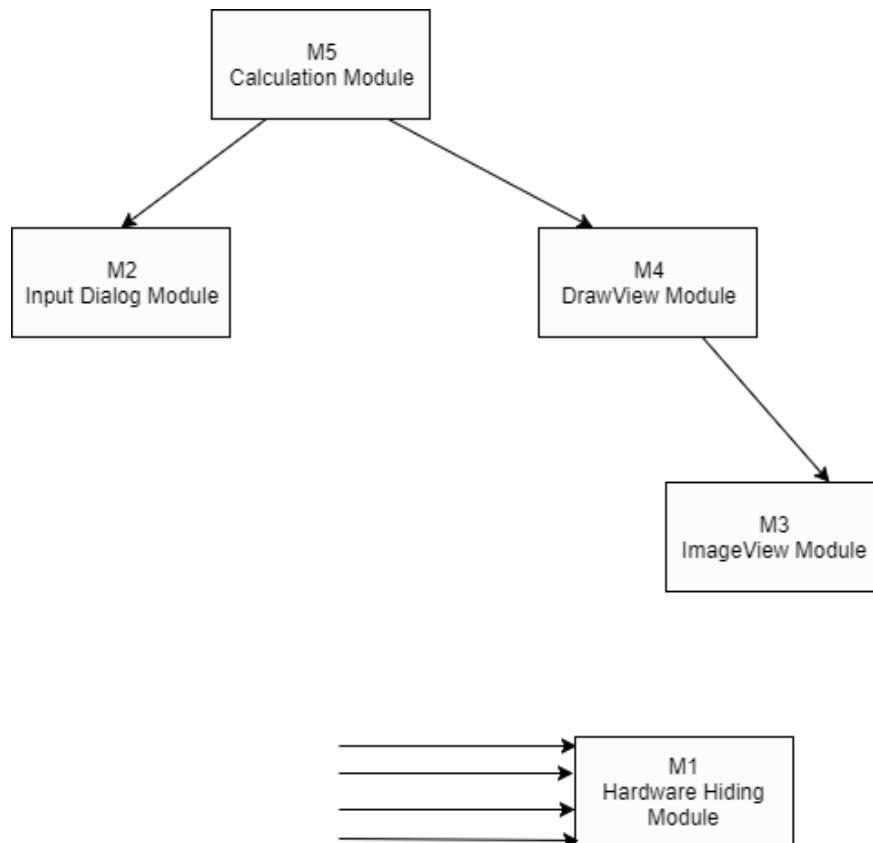 M5
Calculation Module
M2
Input Dialog Module
M4
DrawView Module
M3
ImageView Module
M1
Hardware Hiding
Module